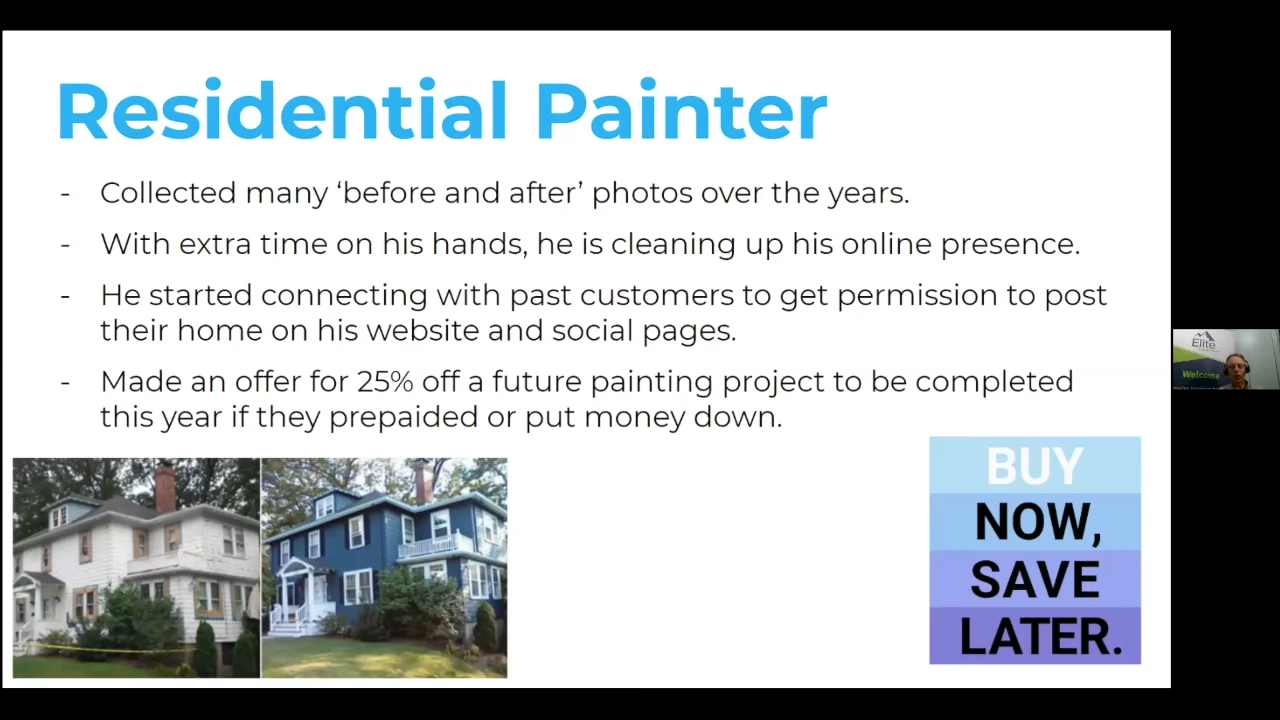 Residential Painter
- Collected many ‘before and after’ photos over the years.
- With extra time on his hands, he is cleaning up his online presence.
- He started connecting with past customers to get permission to post
their home on his website and social pages.
- Made an offer for 25% off a future painting project to be completed
this year if they prepaided or put money down.
BUY
NOW,
SAVE
LATER.
Elite
Welcome